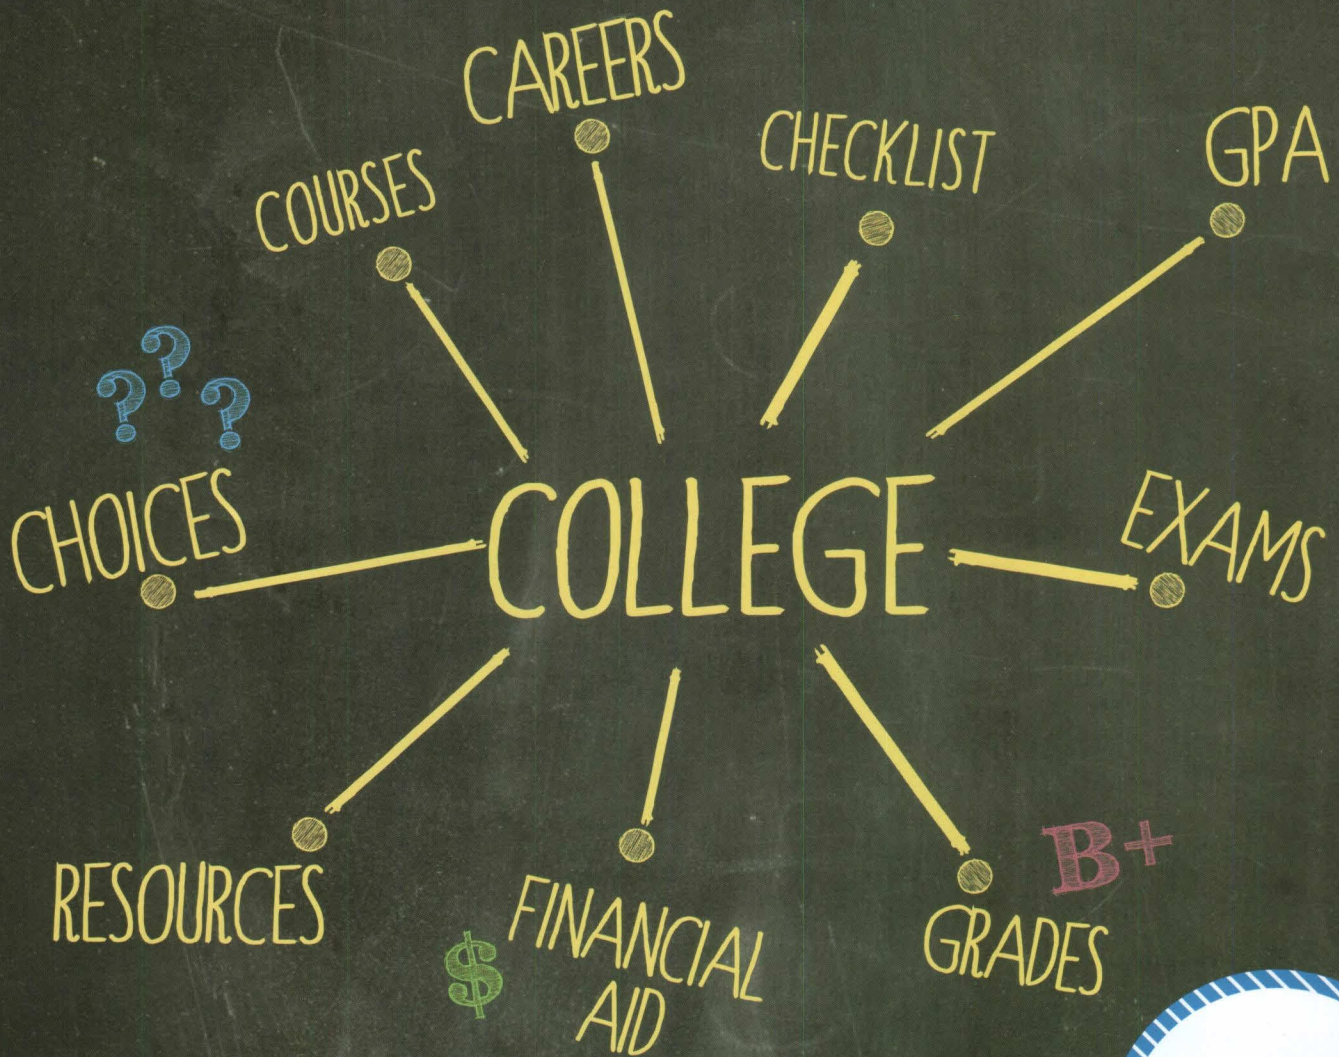 CAREERS
CHECKLIST
GPA
COURSES
???
CHOICES
COLLEGE
EXAMS
RESOURCES
$
FINANCIAL
AID
B+
GRADES